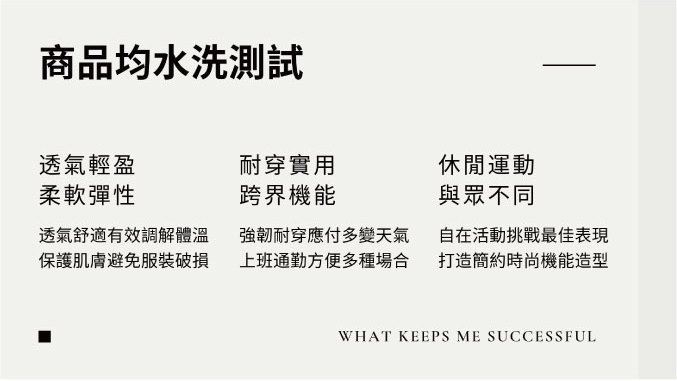 商品均水洗測試
透氣輕盈
柔軟彈性
透氣舒適有效調解體溫
保護肌膚避免服裝破損
耐穿實用
跨界機能
強韌耐穿應付多變天氣
上班通勤方便多種場合
休閒運動
與眾不同
自在活動挑戰最佳表現
打造簡約時尚機能造型
WHAT KEEPS ME SUCCESSFUL